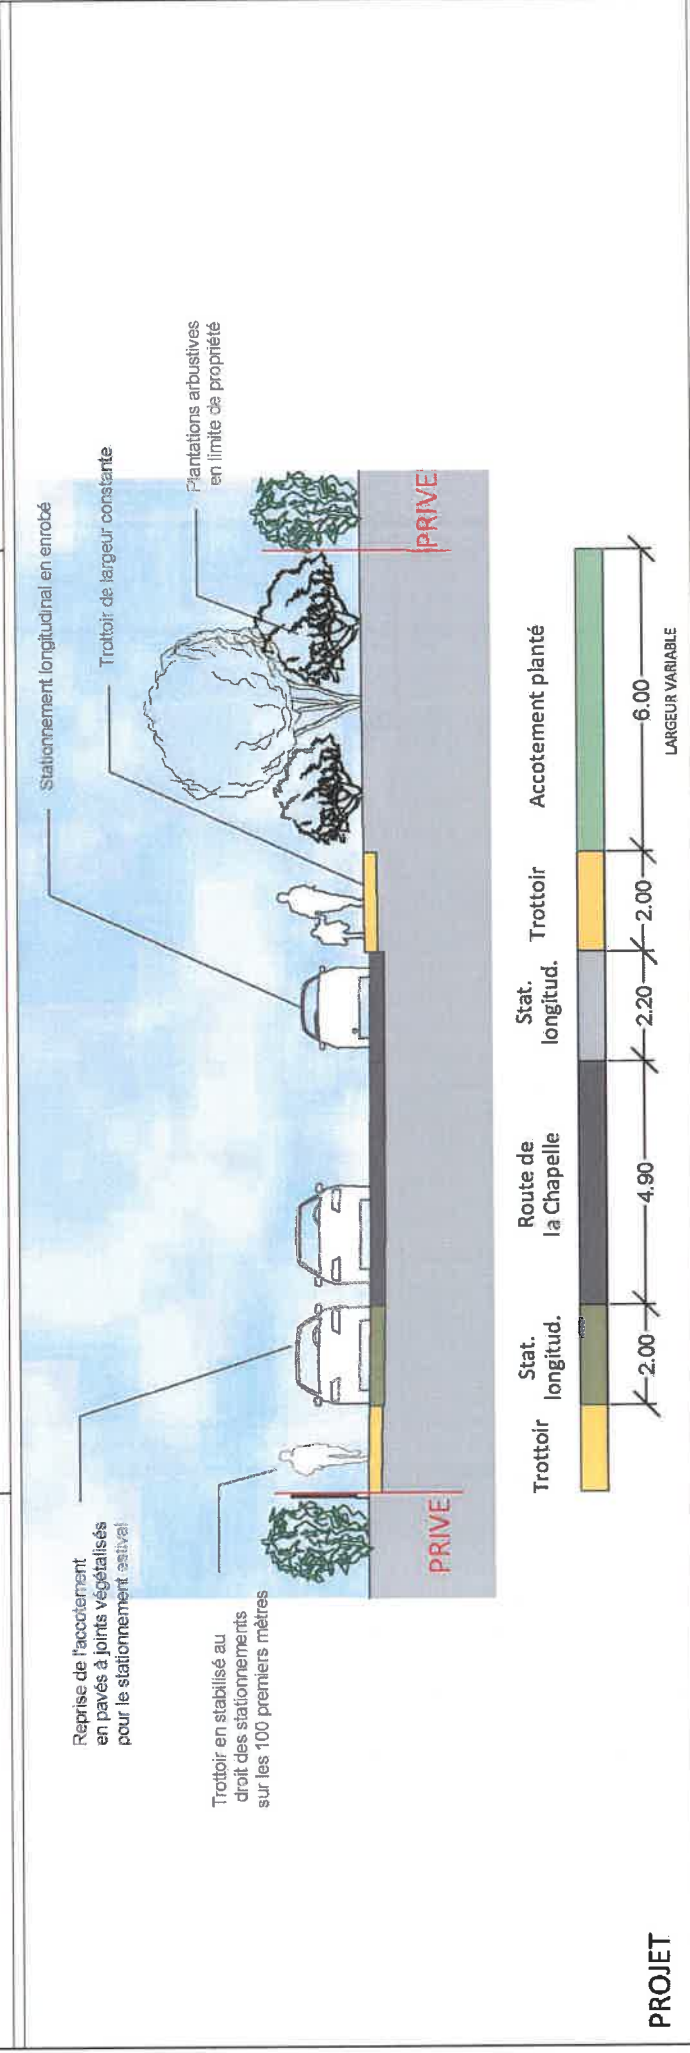 Stationnement longitudinal en enrobé
Trottoir de largeur constante
Plantations arbustives
en limite de propriété
Reprise de l'accotement
en pavés à joints végétalisés
pour le stationnement estival
Trottoir en stabilisé au
droit des stationnements
sur les 100 premiers mètres
PRIVE
PRIVE
Trottoir
Stat.
longitud.
Route de
la Chapelle
Stat.
longitud.
Trottoir
Accotement planté
2.00
4.90
2.20
2.00
6.00
LARGEUR VARIABLE
PROJET